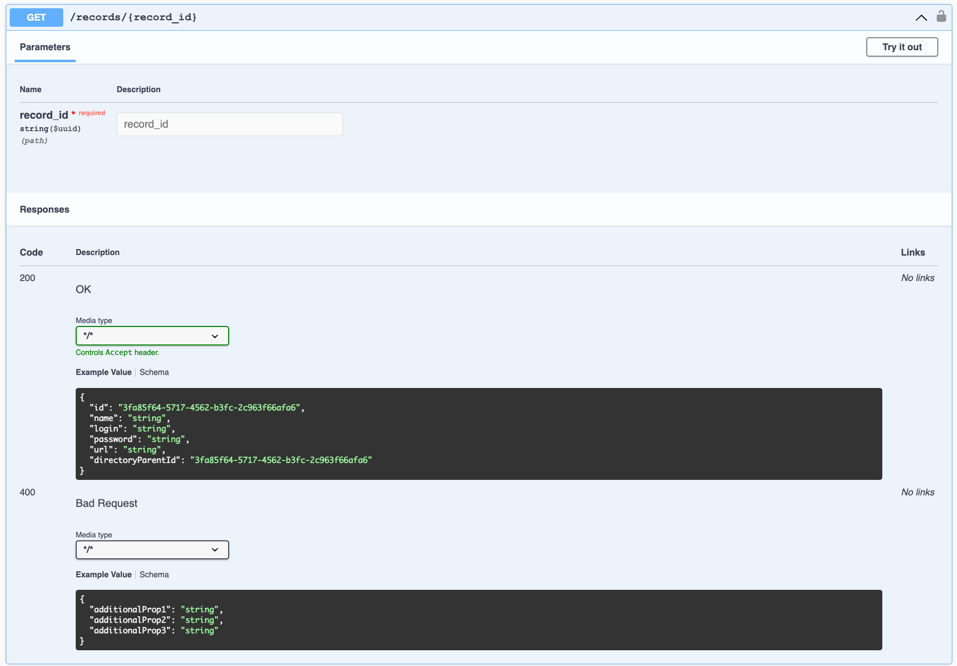 GET /records/{record_id}
Parameters Try it out
Name Description
record_id * required record_id
string($uuid)
(path)
Responses
Code Description Links
200 No links
OK
Media type
*/*
Controls Accept header.
Example Value Schema
{
"id": "3fa85f64-5717-4562-b3fc-2c963f66afa6",
"name": "string",
"login": "string",
"password": "string",
"url": "string",
"directoryParentId": "3fa85f64-5717-4562-b3fc-2c963f66afa6"
}
400 No links
Bad Request
Media type
*/*
Example Value Schema
{
"additionalProp1": "string",
"additionalProp2": "string",
"additionalProp3": "string"
}